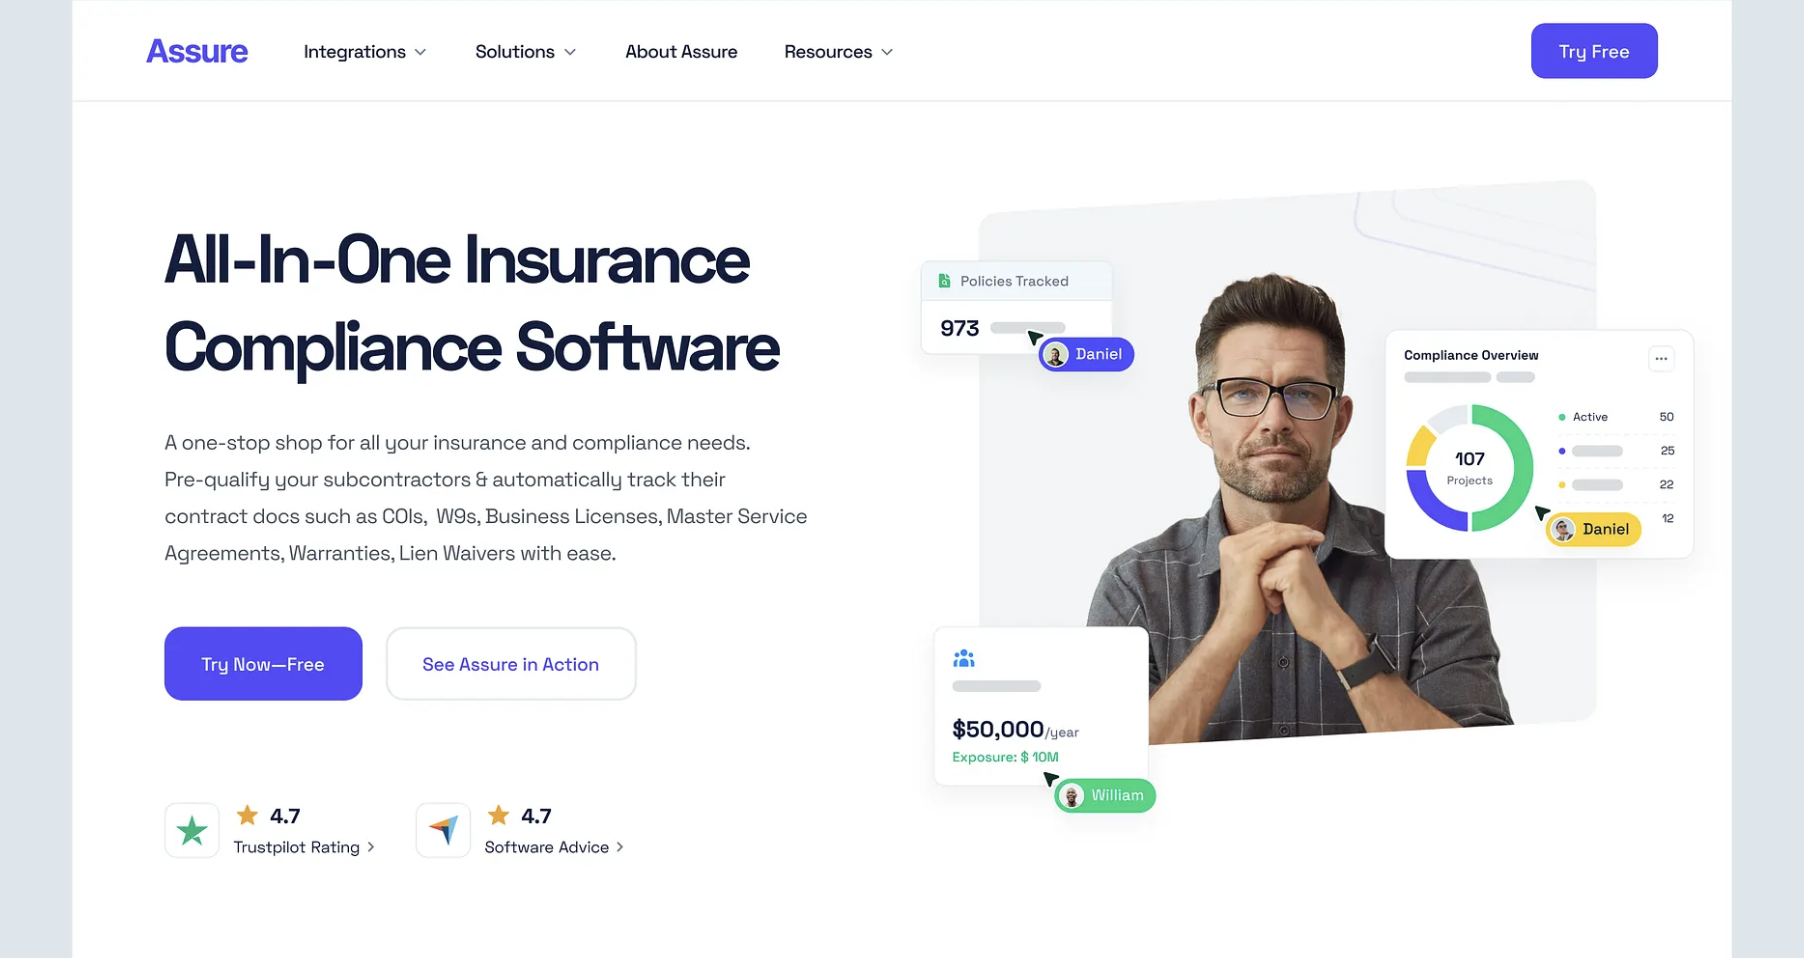 Assure
Integrations
Solutions
About Assure
Resources
Try Free
All-In-One Insurance
Compliance Software
A one-stop shop for all your insurance and compliance needs.
Pre-qualify your subcontractors & automatically track their
contract docs such as COIs, W9s, Business Licenses, Master Service
Agreements, Warranties, Lien Waivers with ease.
Try Now—Free
See Assure in Action
4.7
Trustpilot Rating
4.7
Software Advice
Policies Tracked
973
Daniel
Compliance Overview
107
Projects
Active 50
25
22
12
Daniel
$50,000/year
Exposure: $ 10M
William